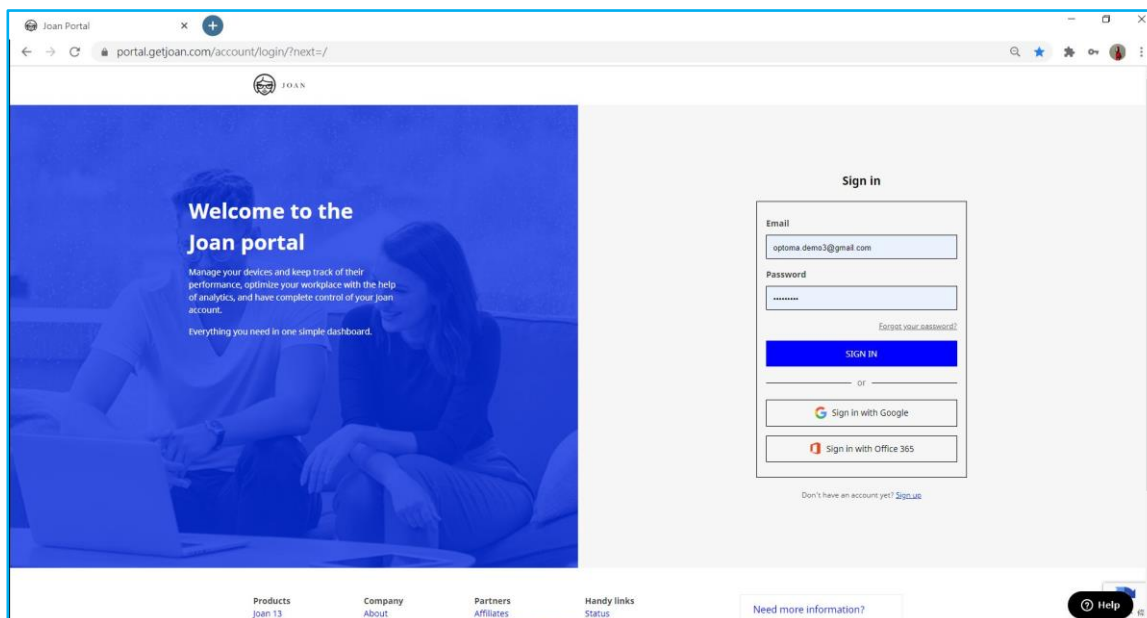 Joan Portal
portal.getjoan.com/account/login/?next=/
JOAN
Welcome to the
Joan portal
Manage your devices and keep track of their
performance, optimize your workplace with the help
of analytics, and have complete control of your Joan
account.
Everything you need in one simple dashboard.
Sign in
Email
optoma.demo3@gmail.com
Password
Forgot your password?
SIGN IN
or
Sign in with Google
Sign in with Office 365
Don't have an account yet? Sign up
Products
Joan 13
Company
About
Partners
Affiliates
Handy links
Status
Need more information?
Help